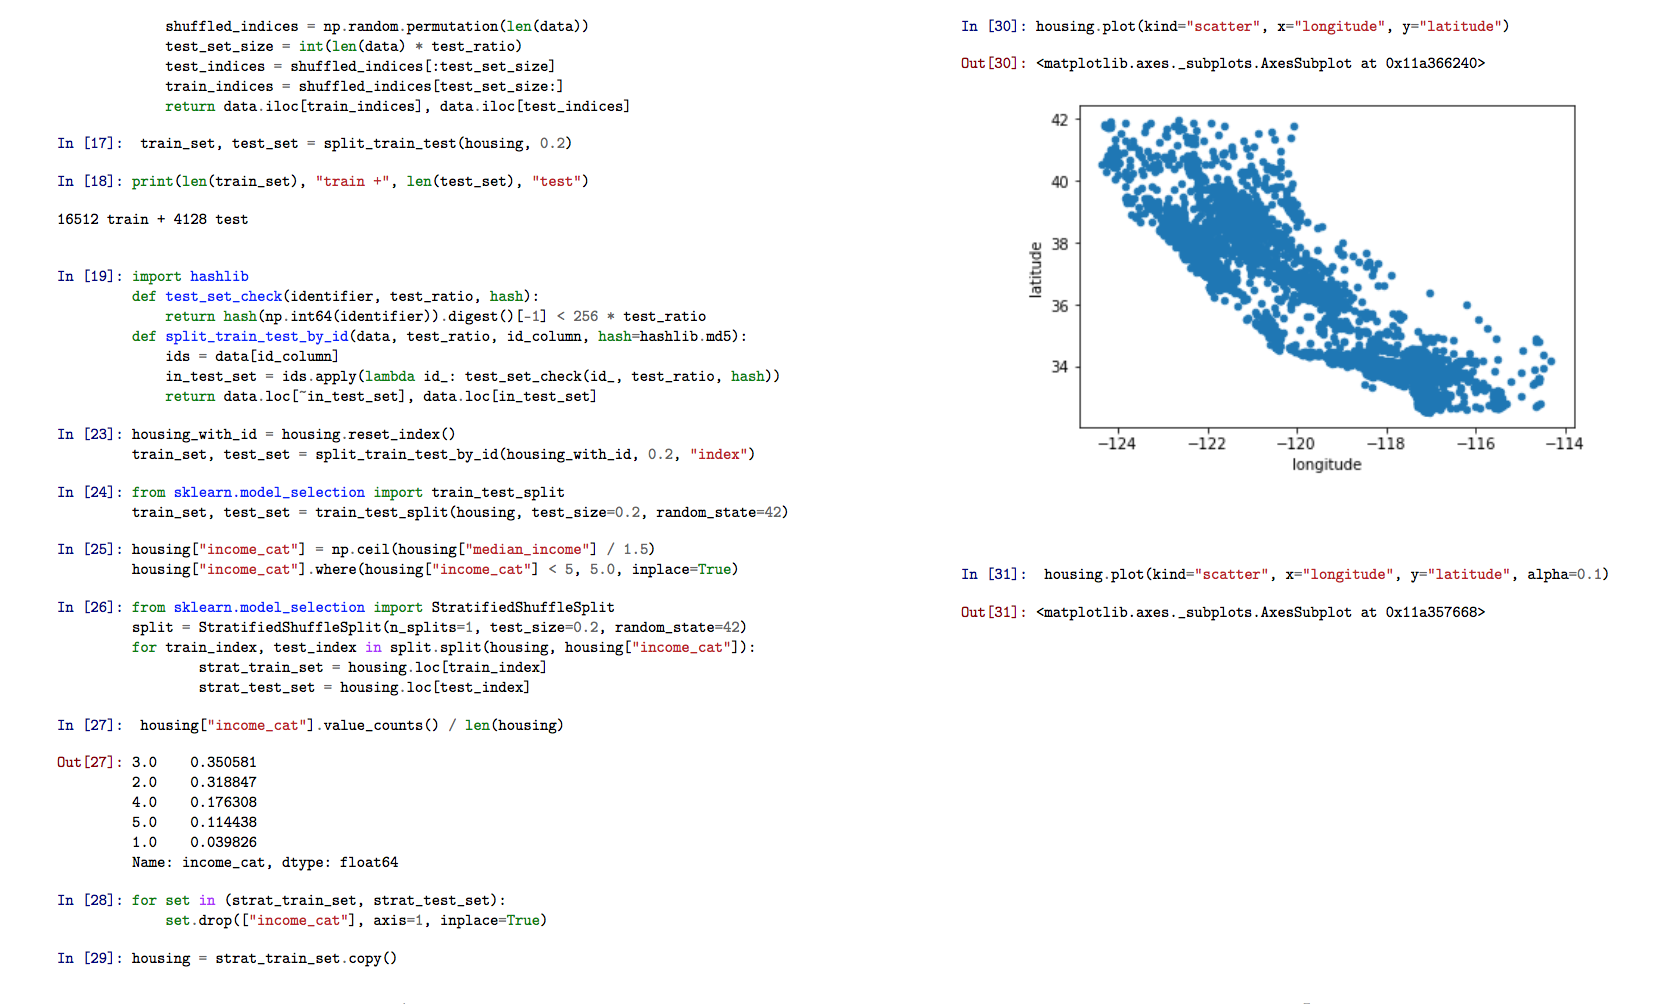 shuffled_indices = np.random.permutation(len(data))
test_set_size = int(len(data) * test_ratio)
test_indices = shuffled_indices[:test_set_size]
train_indices = shuffled_indices[test_set_size:]
return data.iloc[train_indices], data.iloc[test_indices]
In [17]: train_set, test_set = split_train_test(housing, 0.2)
In [18]: print(len(train_set), "train +", len(test_set), "test")
16512 train + 4128 test
In [19]: import hashlib
def test_set_check(identifier, test_ratio, hash):
return hash(np.int64(identifier)).digest()[-1] < 256 * test_ratio
def split_train_test_by_id(data, test_ratio, id_column, hash=hashlib.md5):
ids = data[id_column]
in_test_set = ids.apply(lambda id_: test_set_check(id_, test_ratio, hash))
return data.loc[~in_test_set], data.loc[in_test_set]
In [23]: housing_with_id = housing.reset_index()
train_set, test_set = split_train_test_by_id(housing_with_id, 0.2, "index")
In [24]: from sklearn.model_selection import train_test_split
train_set, test_set = train_test_split(housing, test_size=0.2, random_state=42)
In [25]: housing["income_cat"] = np.ceil(housing["median_income"] / 1.5)
housing["income_cat"].where(housing["income_cat"] < 5, 5.0, inplace=True)
In [26]: from sklearn.model_selection import StratifiedShuffleSplit
split = StratifiedShuffleSplit(n_splits=1, test_size=0.2, random_state=42)
for train_index, test_index in split.split(housing, housing["income_cat"]):
strat_train_set = housing.loc[train_index]
strat_test_set = housing.loc[test_index]
In [27]: housing["income_cat"].value_counts() / len(housing)
Out[27]: 3.0 0.350581
2.0 0.318847
4.0 0.176308
5.0 0.114438
1.0 0.039826
Name: income_cat, dtype: float64
In [28]: for set in (strat_train_set, strat_test_set):
set.drop(["income_cat"], axis=1, inplace=True)
In [29]: housing = strat_train_set.copy()
In [30]: housing.plot(kind="scatter", x="longitude", y="latitude")
Out[30]: <matplotlib.axes._subplots.AxesSubplot at 0x11a366240>
42
40
38
36
34
latitude
−124 −122 −120 −118 −116 −114
longitude
In [31]: housing.plot(kind="scatter", x="longitude", y="latitude", alpha=0.1)
Out[31]: <matplotlib.axes._subplots.AxesSubplot at 0x11a357668>